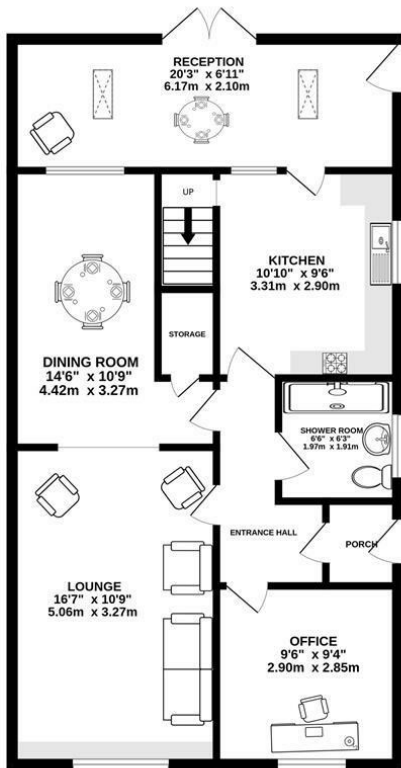 RECEPTION
20'3" x 6'11"
6.17m x 2.10m
UP
KITCHEN
10'10" x 9'6"
3.31m x 2.90m
STORAGE
DINING ROOM
14'6" x 10'9"
4.42m x 3.27m
SHOWER ROOM
6'6" x 6'3"
1.97m x 1.91m
ENTRANCE HALL
PORCH
LOUNGE
16'7" x 10'9"
5.06m x 3.27m
OFFICE
9'6" x 9'4"
2.90m x 2.85m